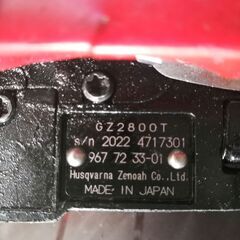 GZ2800T
s/n 2022 4717301
967 72 33-01
Husqvarna Zenoah Co.,Ltd.
MADE IN JAPAN